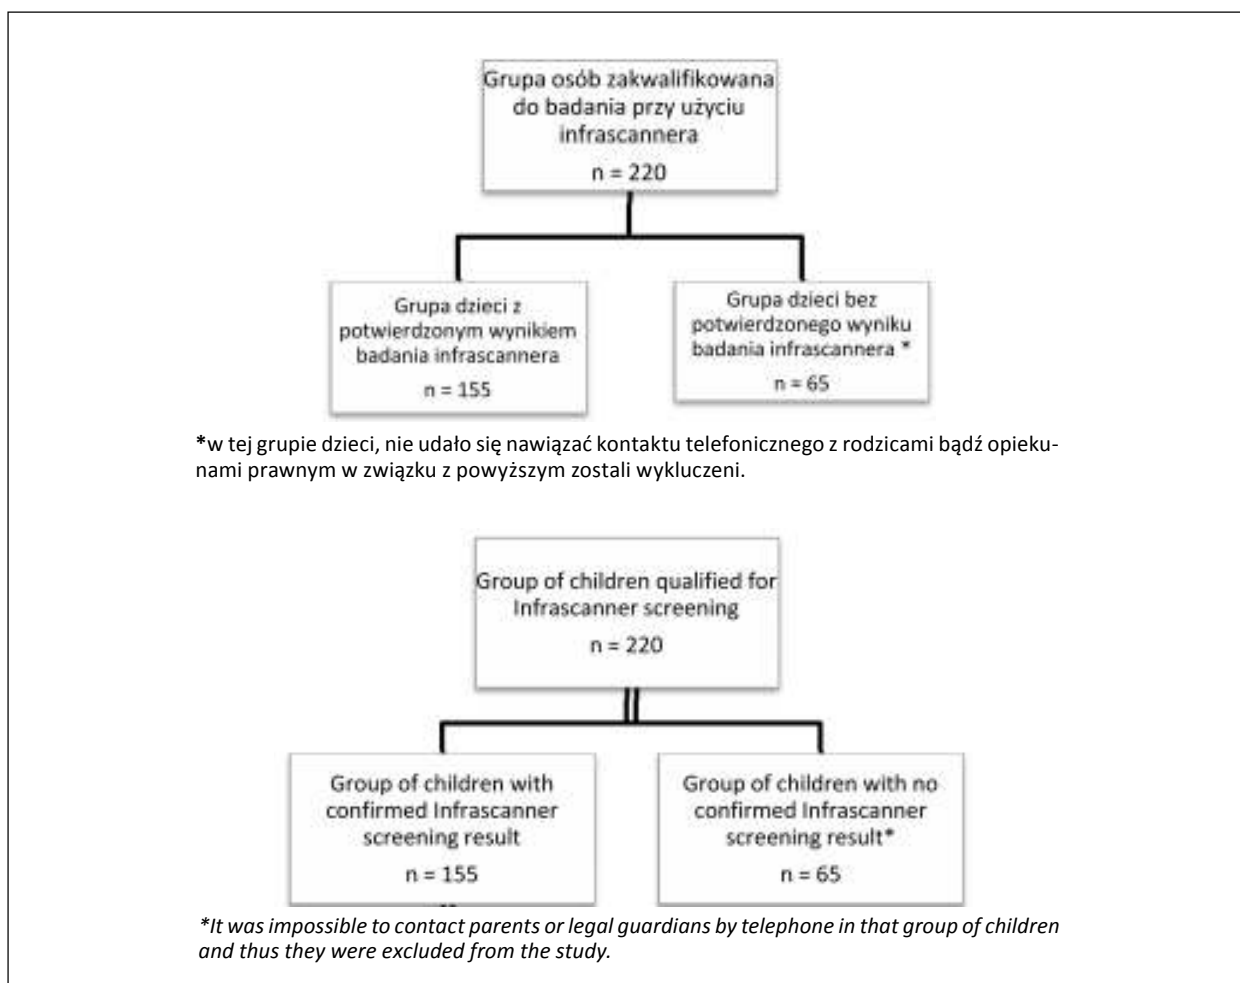 Grupa osób zakwalifikowana
do badania przy użyciu
infrascannera
n = 220
Grupa dzieci z
potwierdzonym wynikiem
badania infrascannera
n = 155
Grupa dzieci bez
potwierdzonego wyniku
badania infrascannera *
n = 65
*w tej grupie dzieci, nie udało się nawiązać kontaktu telefonicznego z rodzicami bądź opieku-
nami prawnym w związku z powyższym zostali wykluczeni.
Group of children qualified for
Infrascanner screening
n = 220
Group of children with
confirmed Infrascanner
screening result
n = 155
Group of children with no
confirmed Infrascanner
screening result*
n = 65
*It was impossible to contact parents or legal guardians by telephone in that group of children
and thus they were excluded from the study.